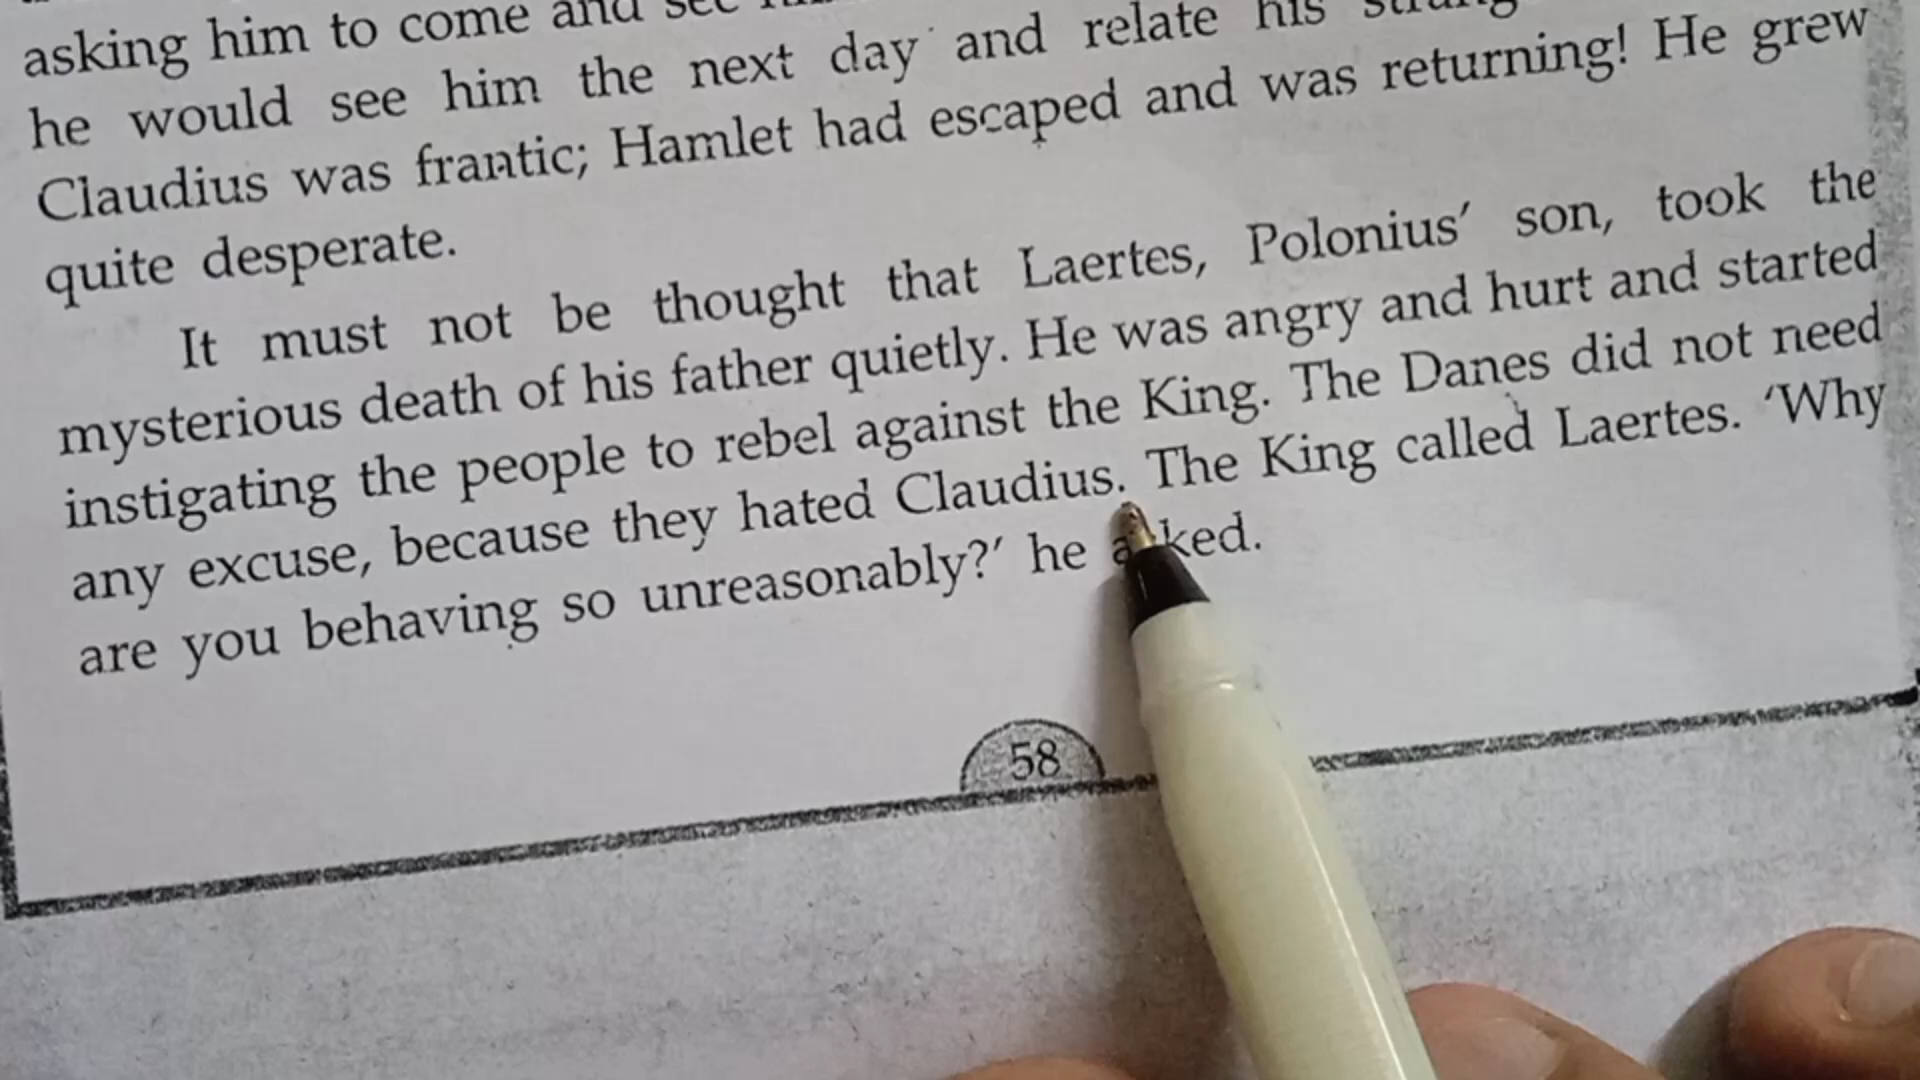 asking him to come and see
he would see him the next day and relate his
Claudius was frantic; Hamlet had escaped and was returning! He grew
quite desperate.
It must not be thought that Laertes, Polonius' son, took the
mysterious death of his father quietly. He was angry and hurt and started
instigating the people to rebel against the King. The Danes did not need
any excuse, because they hated Claudius. The King called Laertes. 'Why
are you behaving so unreasonably?' he asked.
58